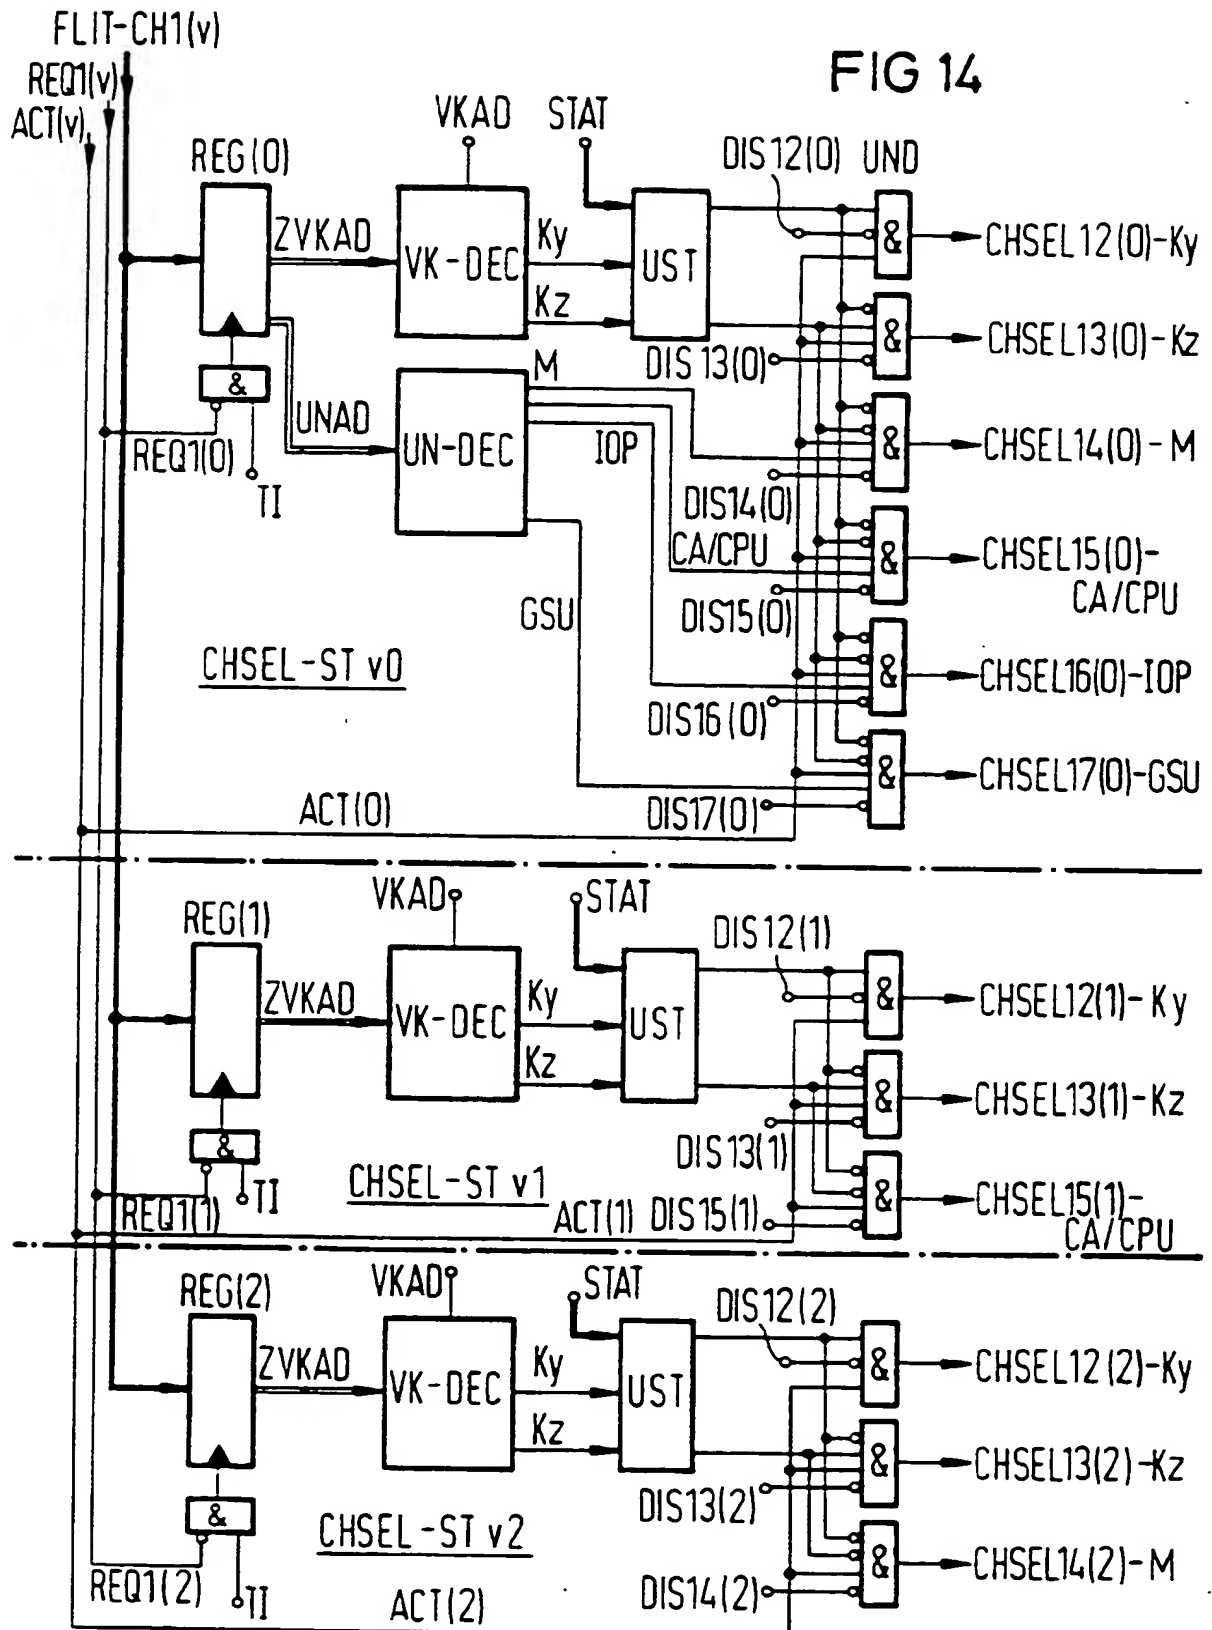 FLIT-CH1(v)
REQ1(v)
ACT(v)
FIG 14
VKAD
STAT
REG(0)
DIS12(0)
UND
ZVKAD
VK-DEC
Ky
Kz
UST
&
CHSEL12(0)-Ky
&
CHSEL13(0)-Kz
DIS13(0)
&
REQ1(0)
TI
UNAD
UN-DEC
M
IOP
CA/CPU
GSU
&
CHSEL14(0)-M
DIS14(0)
&
CHSEL15(0)-
CA/CPU
DIS15(0)
&
CHSEL16(0)-IOP
DIS16(0)
&
CHSEL17(0)-GSU
DIS17(0)
CHSEL-ST v0
ACT(0)
VKAD
STAT
REG(1)
DIS12(1)
ZVKAD
VK-DEC
Ky
Kz
UST
&
CHSEL12(1)-Ky
&
CHSEL13(1)-Kz
DIS13(1)
&
REQ1(1)
TI
CHSEL-ST v1
ACT(1)
DIS15(1)
&
CHSEL15(1)-
CA/CPU
VKAD
STAT
REG(2)
DIS12(2)
ZVKAD
VK-DEC
Ky
Kz
UST
&
CHSEL12(2)-Ky
&
CHSEL13(2)-Kz
DIS13(2)
&
REQ1(2)
TI
CHSEL-ST v2
&
CHSEL14(2)-M
DIS14(2)
ACT(2)